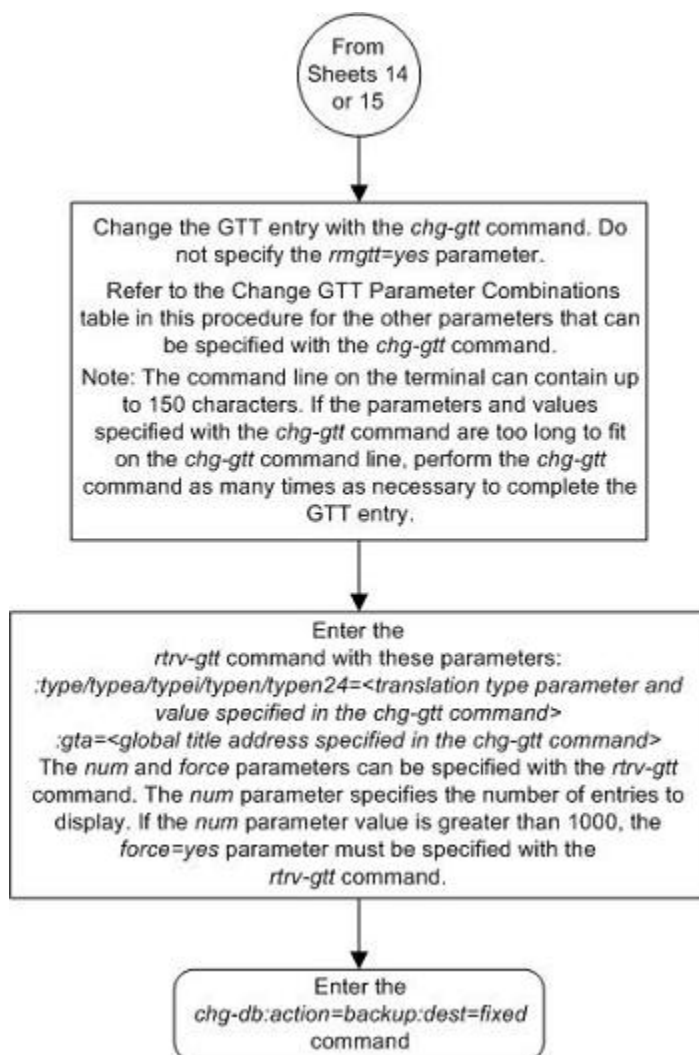 From
Sheets 14
or 15
Change the GTT entry with the chg-gtt command. Do
not specify the rmgtt=yes parameter.
Refer to the Change GTT Parameter Combinations
table in this procedure for the other parameters that can
be specified with the chg-gtt command.
Note: The command line on the terminal can contain up
to 150 characters. If the parameters and values
specified with the chg-gtt command are too long to fit
on the chg-gtt command line, perform the chg-gtt
command as many times as necessary to complete the
GTT entry.
Enter the
rtrv-gtt command with these parameters:
:type/typea/typei/typen/typen24=<translation type parameter and
value specified in the chg-gtt command>
:gta=<global title address specified in the chg-gtt command>
The num and force parameters can be specified with the rtrv-gtt
command. The num parameter specifies the number of entries to
display. If the num parameter value is greater than 1000, the
force=yes parameter must be specified with the
rtrv-gtt command.
Enter the
chg-db:action=backup:dest=fixed
command